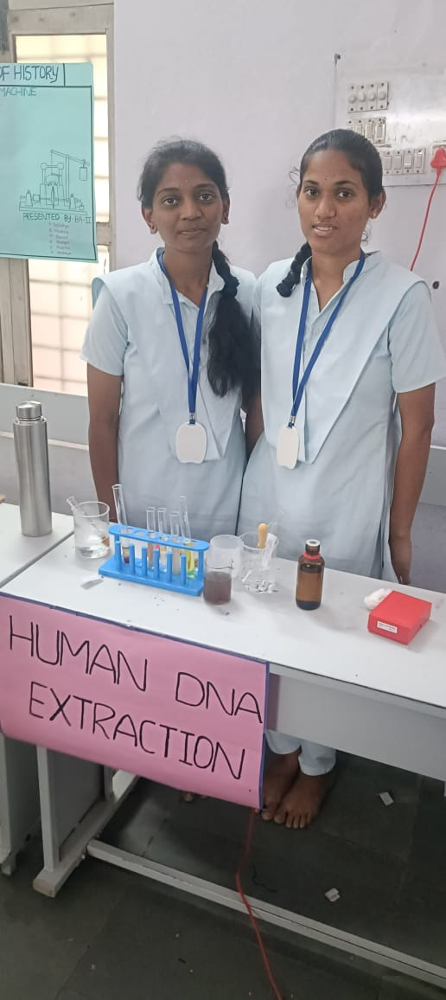 OF HISTORY
MACHINE
PRESENTED BY:BA-II
HUMAN DNA
EXTRACTION